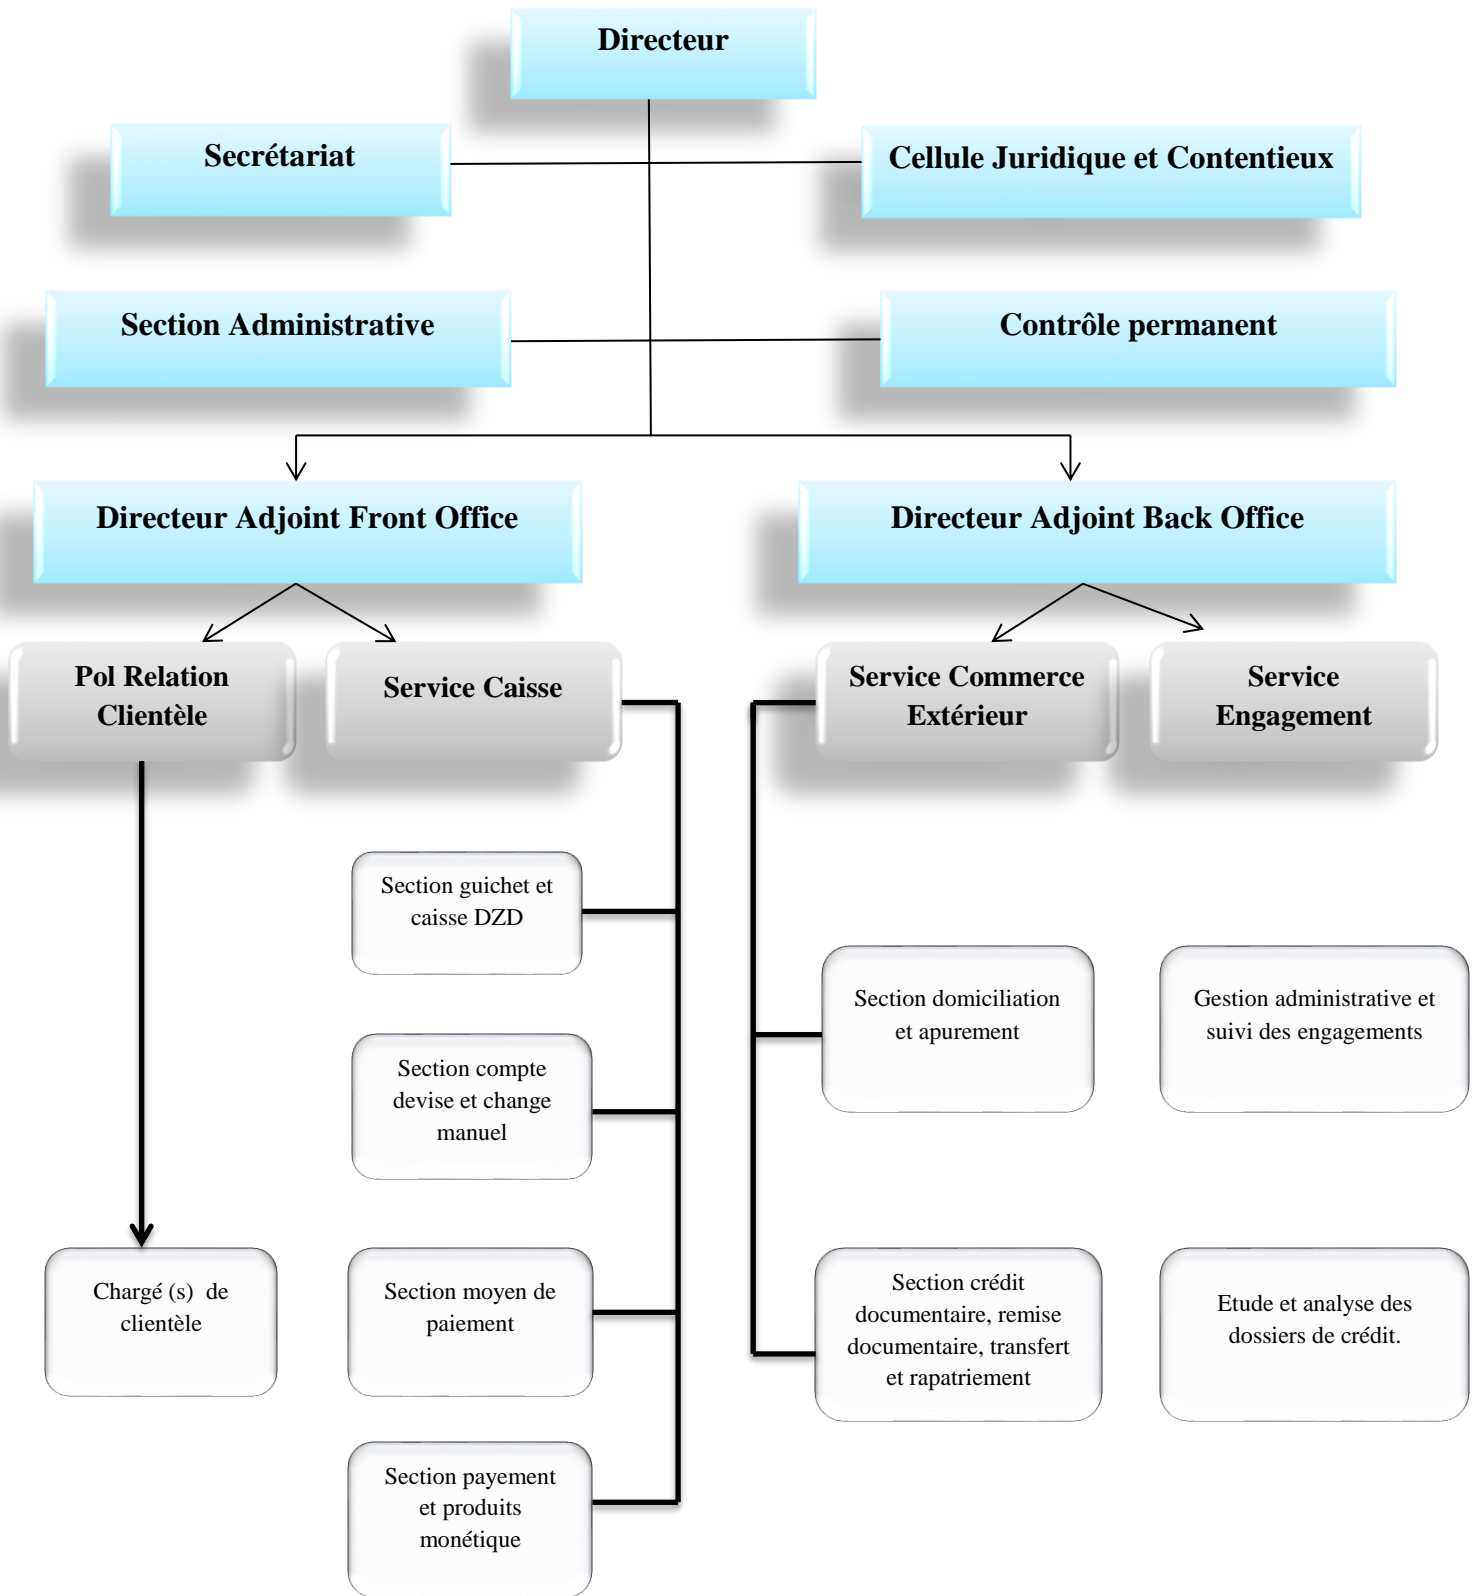 Directeur
Secrétariat
Cellule Juridique et Contentieux
Section Administrative
Contrôle permanent
Directeur Adjoint Front Office
Directeur Adjoint Back Office
Pol Relation
Clientèle
Service Caisse
Service Commerce
Extérieur
Service
Engagement
Section guichet et
caisse DZD
Section domiciliation
et apurement
Gestion administrative et
suivi des engagements
Section compte
devise et change
manuel
Chargé (s)  de
clientèle
Section moyen de
paiement
Section crédit
documentaire, remise
documentaire, transfert
et rapatriement
Etude et analyse des
dossiers de crédit.
Section payement
et produits
monétique